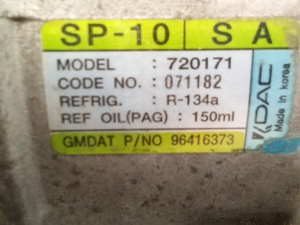 SP-10 S A
MODEL : 720171
CODE NO. : 071182
REFRIG. : R-134a
REF OIL(PAG) : 150ml
GMDAT P/NO 96416373
KDAC
Made in Korea